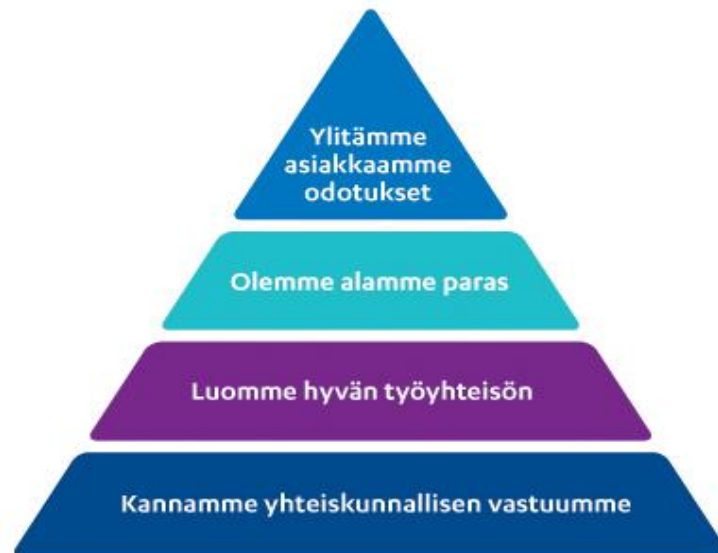 Ylitämme
asiakkaamme
odotukset
Olemme alamme paras
Luomme hyvän työyhteisön
Kannamme yhteiskunnallisen vastuumme